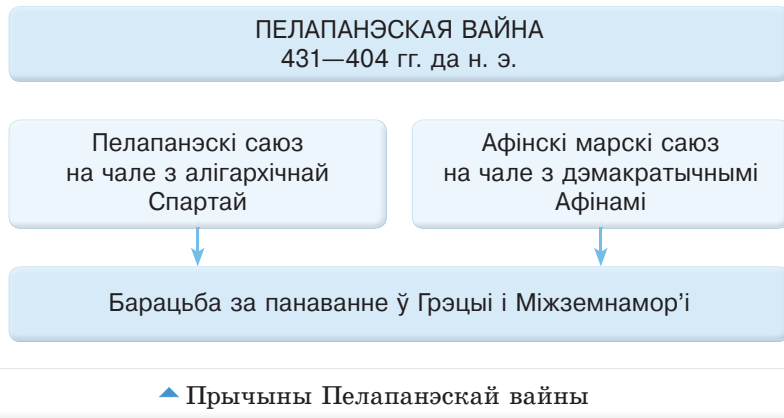 ПЕЛАПАНЭСКАЯ ВАЙНА
431—404 гг. да н. э.
Пелапанэскі саюз
на чале з алігархічнай
Спартай
Афінскі марскі саюз
на чале з дэмакратычнымі
Афінамі
Барацьба за панаванне ў Грэцыі і Міжземнамор'і
Прычыны Пелапанэскай вайны